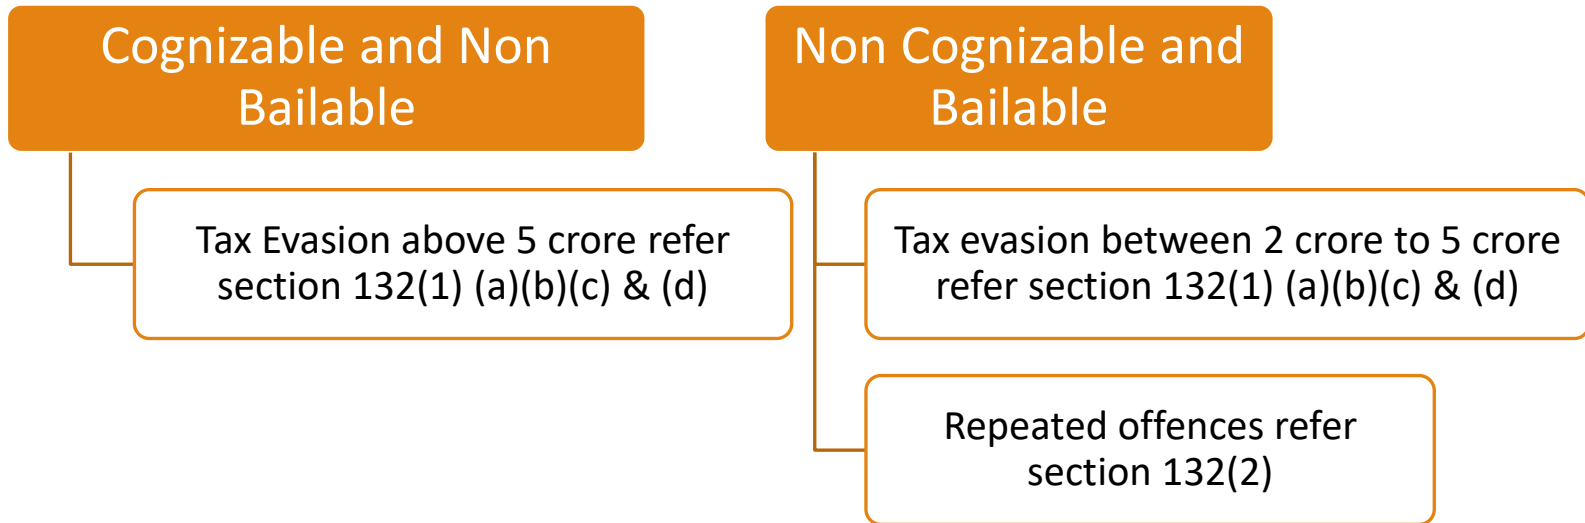 Cognizable and Non
Bailable
Tax Evasion above 5 crore refer
section 132(1) (a)(b)(c) & (d)
Non Cognizable and
Bailable
Tax evasion between 2 crore to 5 crore
refer section 132(1) (a)(b)(c) & (d)
Repeated offences refer
section 132(2)